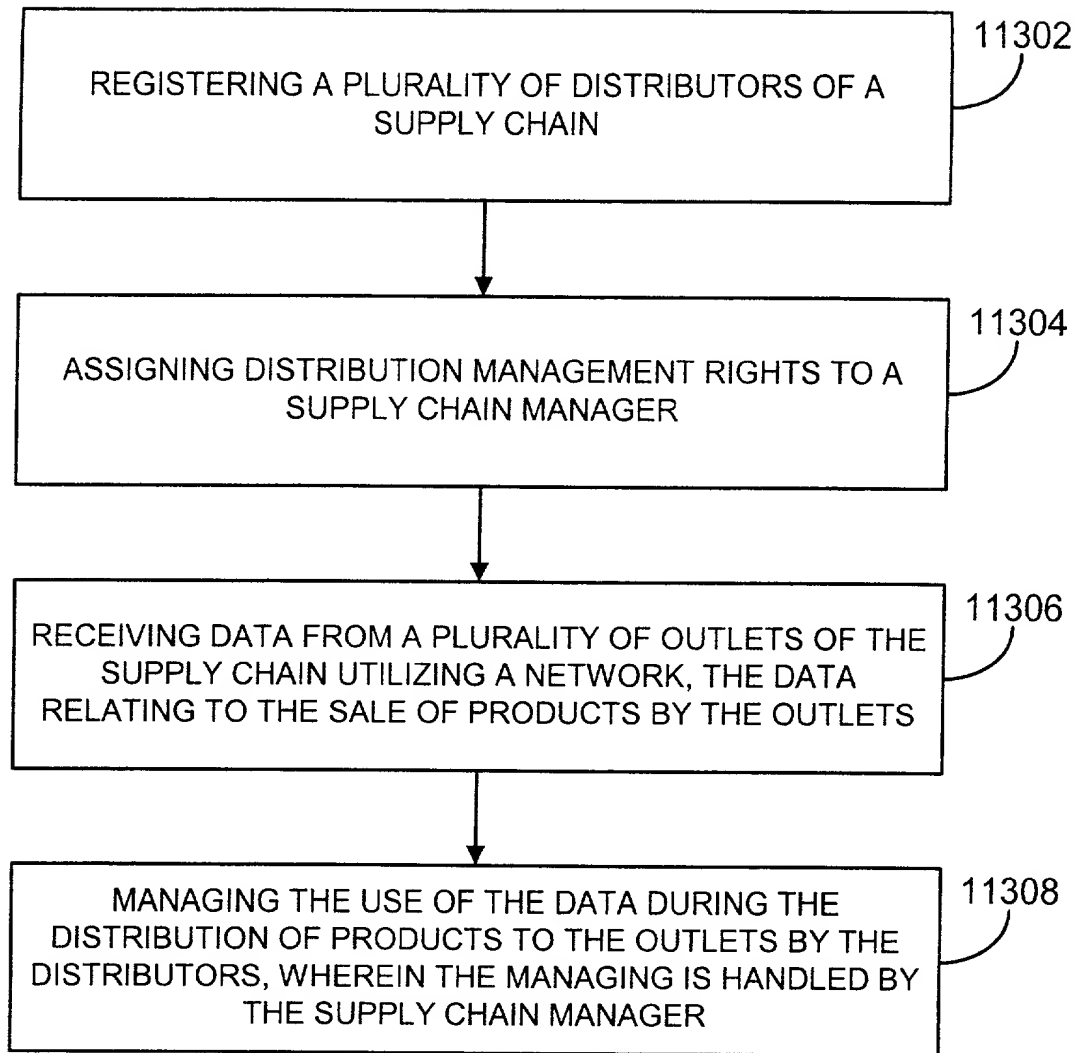 11302
REGISTERING A PLURALITY OF DISTRIBUTORS OF A
SUPPLY CHAIN
11304
ASSIGNING DISTRIBUTION MANAGEMENT RIGHTS TO A
SUPPLY CHAIN MANAGER
11306
RECEIVING DATA FROM A PLURALITY OF OUTLETS OF THE
SUPPLY CHAIN UTILIZING A NETWORK, THE DATA
RELATING TO THE SALE OF PRODUCTS BY THE OUTLETS
11308
MANAGING THE USE OF THE DATA DURING THE
DISTRIBUTION OF PRODUCTS TO THE OUTLETS BY THE
DISTRIBUTORS, WHEREIN THE MANAGING IS HANDLED BY
THE SUPPLY CHAIN MANAGER